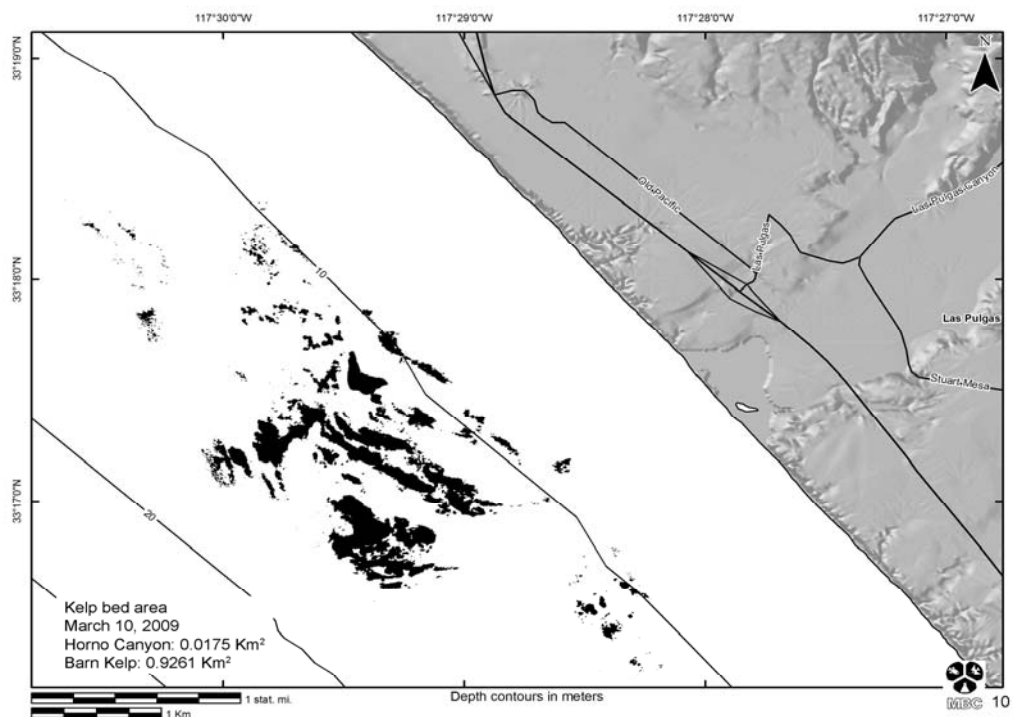 117°30'0"W
117°29'0"W
117°28'0"W
117°27'0"W
33°19'0"N
33°18'0"N
33°17'0"N
N
Old Pacific
Las Pulgas
Las Pulgas Canyon
Las Pulgas
Stuart Mesa
10
20
Kelp bed area
March 10, 2009
Horno Canyon: 0.0175 Km²
Barn Kelp: 0.9261 Km²
1 stat. mi.
1 Km
Depth contours in meters
MBC
10